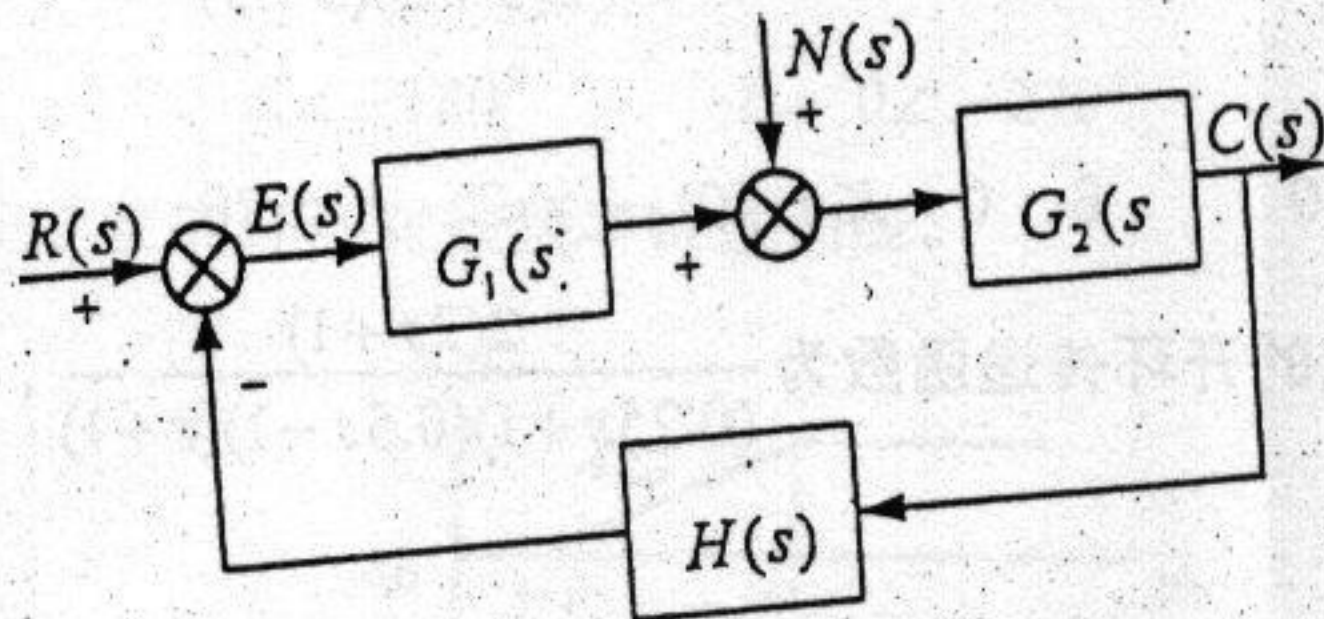 N(s)
+
C(s)
R(s)
E(s)
G₁(s
G₂(s
+
+
-
H(s)